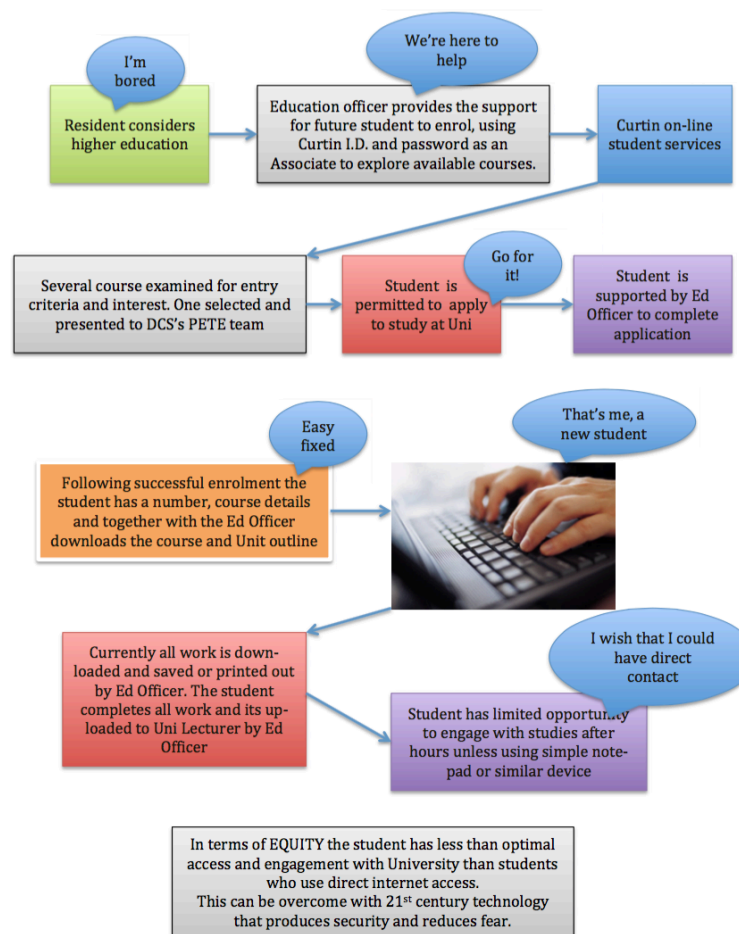 I'm
bored
We're here to
help
Resident considers
higher education
Education officer provides the support
for future student to enrol, using
Curtin I.D. and password as an
Associate to explore available courses.
Curtin on-line
student services
Several course examined for entry
criteria and interest. One selected and
presented to DCS's PETE team
Student is
permitted to apply
to study at Uni
Go for
it!
Student is
supported by Ed
Officer to complete
application
Easy
fixed
Following successful enrolment the
student has a number, course details
and together with the Ed Officer
downloads the course and Unit outline
That's me, a
new student
Currently all work is down-
loaded and saved or printed out
by Ed Officer. The student
completes all work and its up-
loaded to Uni Lecturer by Ed
Officer
I wish that I could
have direct
contact
Student has limited opportunity
to engage with studies after
hours unless using simple note-
pad or similar device
In terms of EQUITY the student has less than optimal
access and engagement with University than students
who use direct internet access.
This can be overcome with 21st century technology
that produces security and reduces fear.